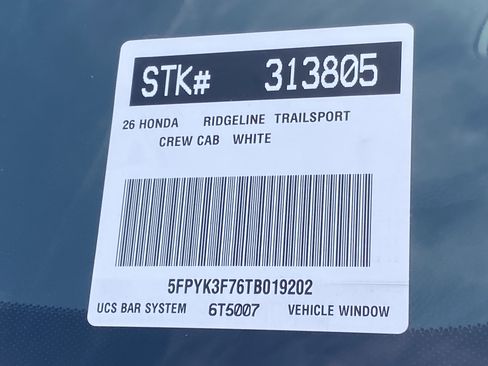 STK# 313805
26 HONDA RIDGELINE TRAILSPORT
CREW CAB WHITE
5FPYK3F76TB019202
UCS BAR SYSTEM 6T5007 VEHICLE WINDOW